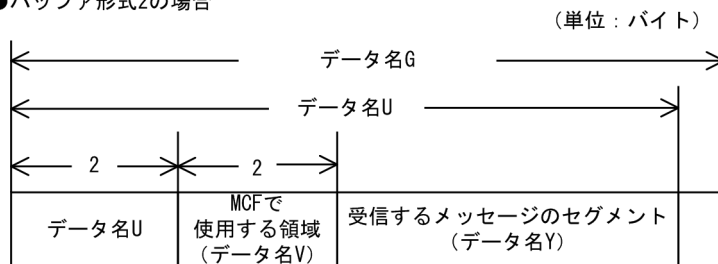 ●バッファ形式2の場合
（単位：バイト）
データ名G
データ名U
2
2
データ名U
MCFで
使用する領域
（データ名V）
受信するメッセージのセグメント
（データ名Y）